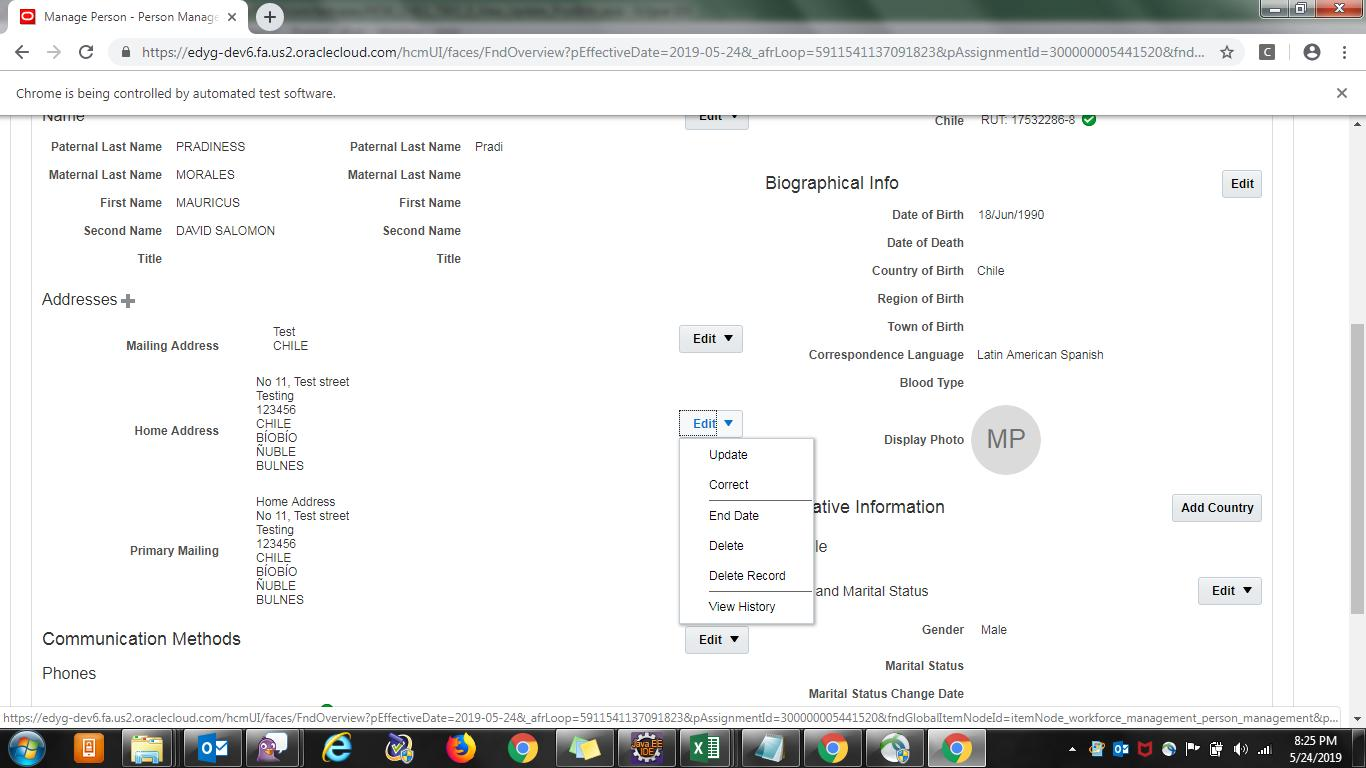 Manage Person - Person Manage
https://edyg-dev6.fa.us2.oraclecloud.com/hcmUI/faces/FndOverview?pEffectiveDate=2019-05-24&_afrLoop=5911541137091823&pAssignmentId=300000005441520&fnd...
C
Chrome is being controlled by automated test software.
Name
Edit
Chile RUT: 17532286-8
Paternal Last Name PRADINESS
Paternal Last Name Pradi
Maternal Last Name MORALES
Maternal Last Name
First Name MAURICUS
First Name
Second Name DAVID SALOMON
Second Name
Title
Title
Biographical Info
Edit
Date of Birth 18/Jun/1990
Date of Death
Country of Birth Chile
Region of Birth
Town of Birth
Correspondence Language Latin American Spanish
Blood Type
Display Photo MP
Addresses
Mailing Address
Test
CHILE
Edit
Home Address
No 11, Test street
Testing
123456
CHILE
BÍOBÍO
ÑUBLE
BULNES
Edit
Update
Correct
End Date
Delete
Delete Record
View History
Primary Mailing
Home Address
No 11, Test street
Testing
123456
CHILE
BÍOBÍO
ÑUBLE
BULNES
ative Information
Add Country
le
and Marital Status
Edit
Gender Male
Marital Status
Marital Status Change Date
Communication Methods
Edit
Phones
https://edyg-dev6.fa.us2.oraclecloud.com/hcmUI/faces/FndOverview?pEffectiveDate=2019-05-24&_afrLoop=5911541137091823&pAssignmentId=300000005441520&fndGlobalItemNodeId=itemNode_workforce_management_person_management&p...
Java EE
IDE
8:25 PM
5/24/2019